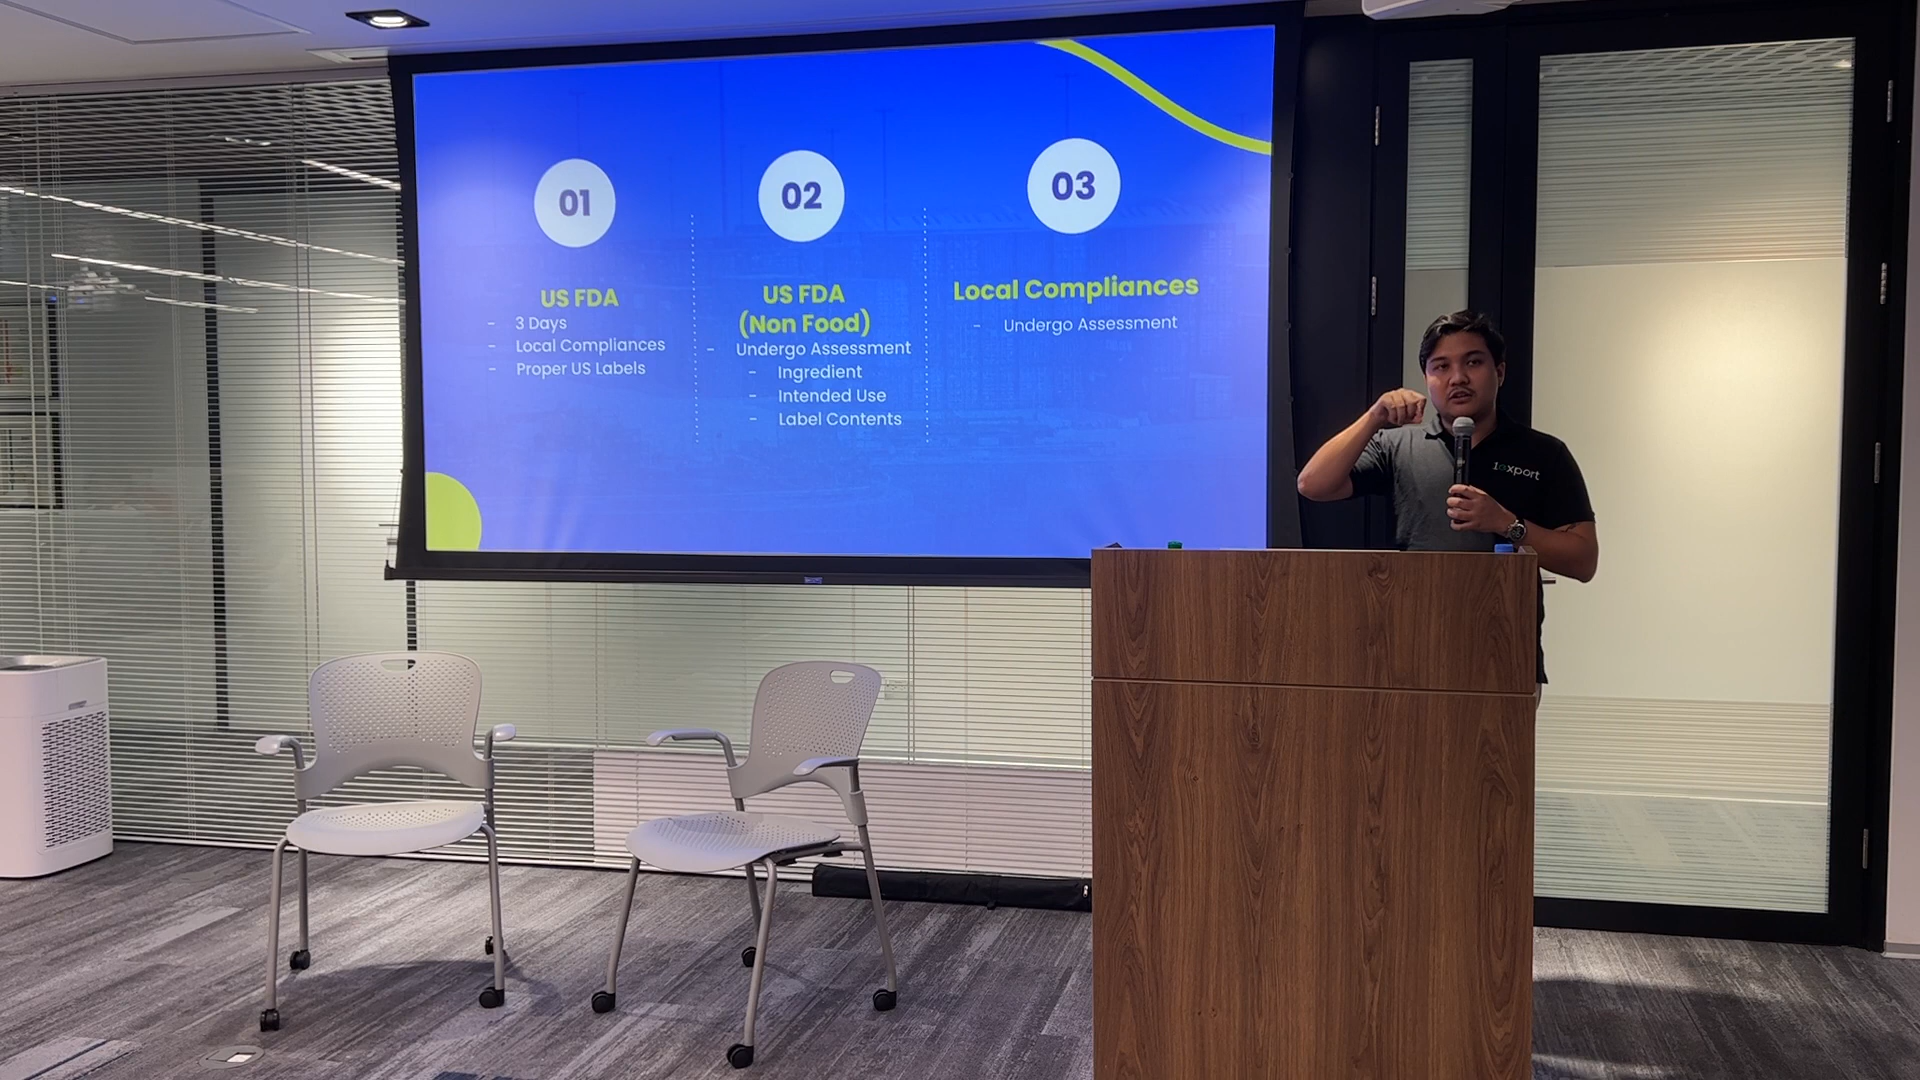 01
US FDA
- 3 Days
- Local Compliances
- Proper US Labels
02
US FDA
(Non Food)
- Undergo Assessment
- Ingredient
- Intended Use
- Label Contents
03
Local Compliances
- Undergo Assessment
1export